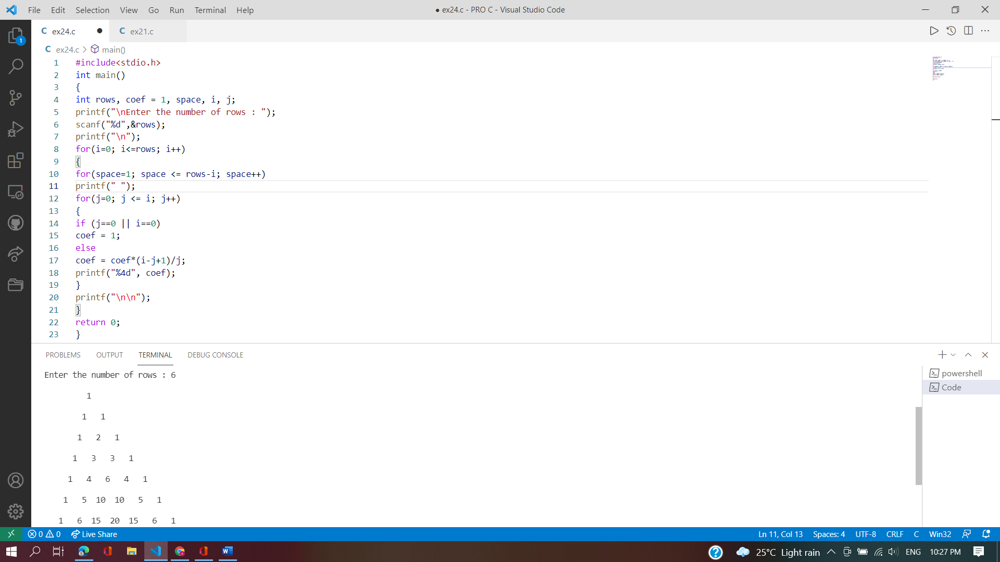 File Edit Selection View Go Run Terminal Help
● ex24.c - PRO C - Visual Studio Code
C ex24.c ●
C ex21.c
C ex24.c > main()
1 #include<stdio.h>
2 int main()
3 {
4 int rows, coef = 1, space, i, j;
5 printf("\nEnter the number of rows : ");
6 scanf("%d",&rows);
7 printf("\n");
8 for(i=0; i<=rows; i++)
9 {
10 for(space=1; space <= rows-i; space++)
11 printf(" ");
12 for(j=0; j <= i; j++)
13 {
14 if (j==0 || i==0)
15 coef = 1;
16 else
17 coef = coef*(i-j+1)/j;
18 printf("%4d", coef);
19 }
20 printf("\n\n");
21 }
22 return 0;
23 }
1
PROBLEMS OUTPUT TERMINAL DEBUG CONSOLE
Enter the number of rows : 6
1
1 1
1 2 1
1 3 3 1
1 4 6 4 1
1 5 10 10 5 1
1 6 15 20 15 6 1
powershell
Code
0 0 Live Share
Ln 11, Col 13 Spaces: 4 UTF-8 CRLF C Win32
25°C Light rain ENG 10:27 PM